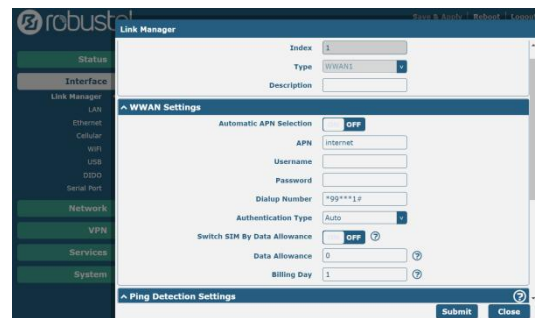 robustel
Save & Apply | Reboot | Logout
Link Manager
Index 1
Type WWAN1
Description
WWAN Settings
Automatic APN Selection OFF
APN internet
Username
Password
Dialup Number *99***1#
Authentication Type Auto
Switch SIM By Data Allowance OFF ?
Data Allowance 0 ?
Billing Day 1 ?
Ping Detection Settings ?
Submit Close
Status
Interface
Link Manager
LAN
Ethernet
Cellular
WiFi
USB
DIDO
Serial Port
Network
VPN
Services
System